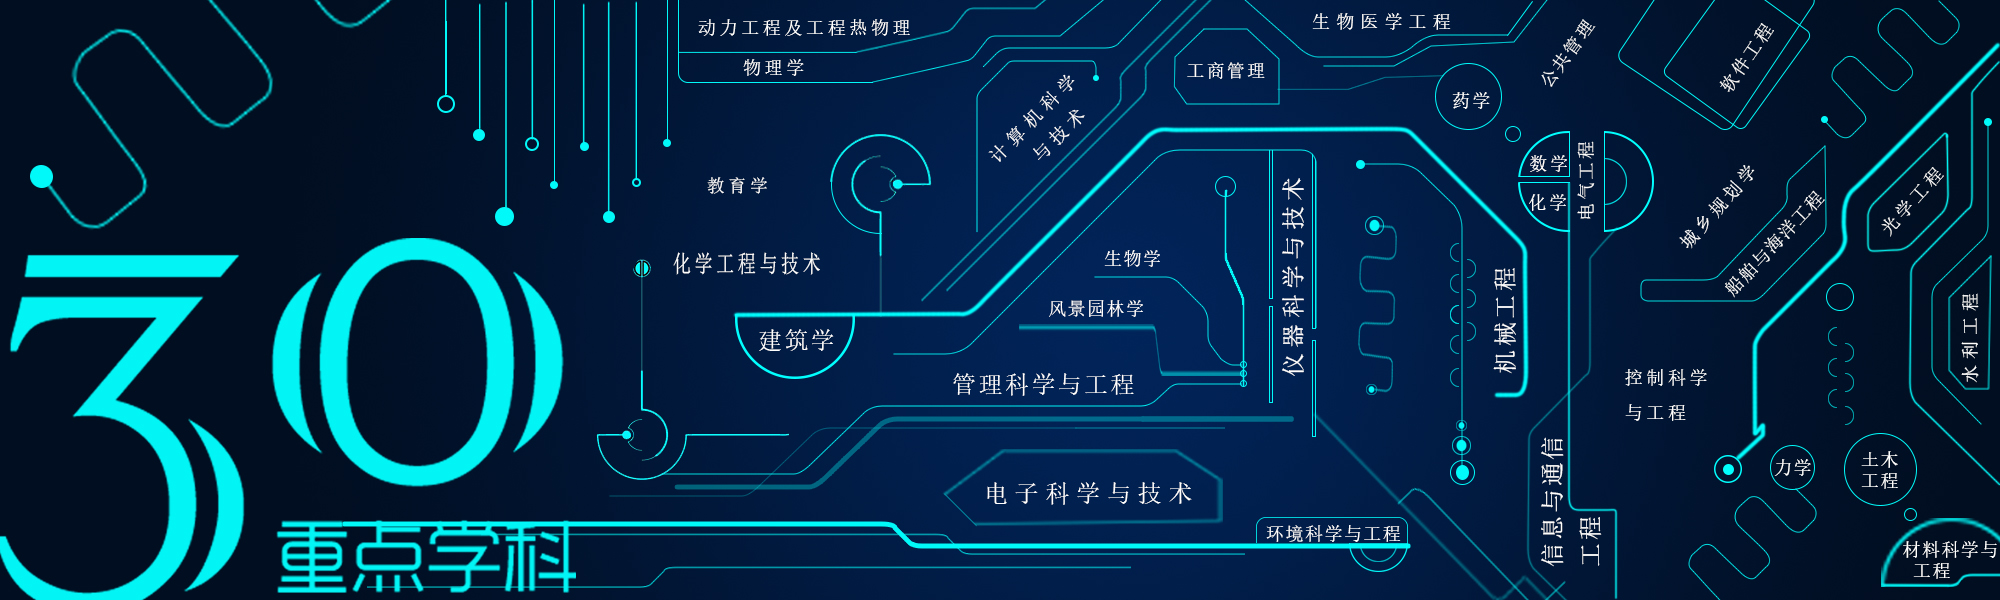 动力工程及工程热物理
物理学
计算机科学
与技术
工商管理
生物医学工程
公共管理
软件工程
药学
数学
化学
电气工程
教育学
化学工程与技术
城乡规划学
船舶与海洋工程
光学工程
水利工程
生物学
风景园林学
仪器科学与技术
机械工程
建筑学
管理科学与工程
控制科学
与工程
30
重点学科
电子科学与技术
环境科学与工程
信息与通信
工程
力学
土木
工程
材料科学与
工程